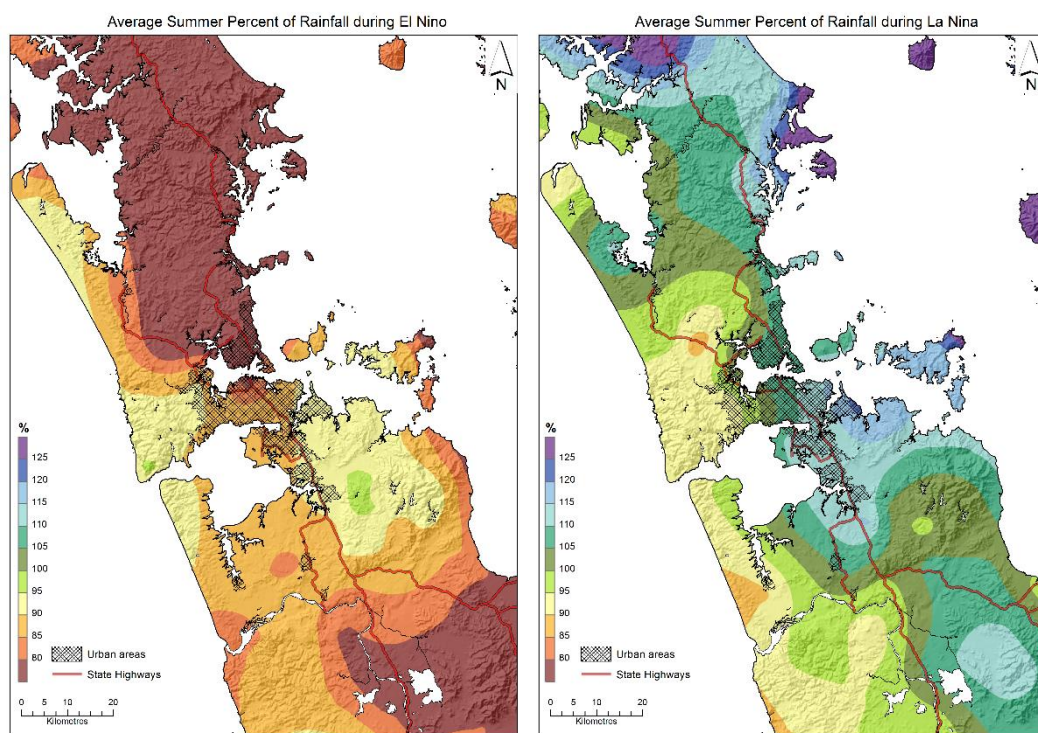 Average Summer Percent of Rainfall during El Nino
N
%
125
120
115
110
105
100
95
90
85
80
Urban areas
State Highways
0 10 20
Kilometres
Average Summer Percent of Rainfall during La Nina
N
%
125
120
115
110
105
100
95
90
85
80
Urban areas
State Highways
0 10 20
Kilometres